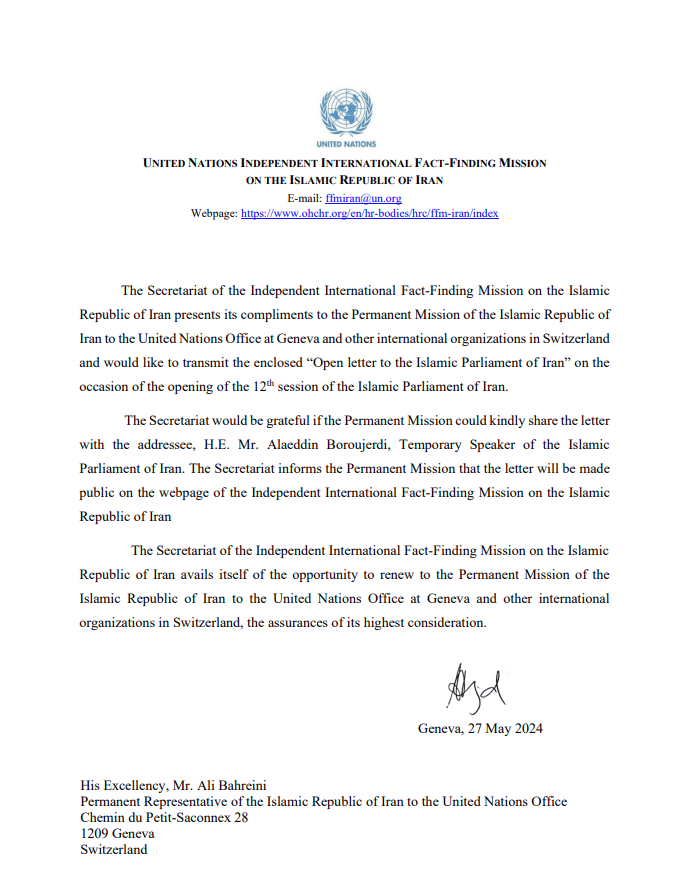 UNITED NATIONS
UNITED NATIONS INDEPENDENT INTERNATIONAL FACT-FINDING MISSION
ON THE ISLAMIC REPUBLIC OF IRAN
E-mail: ffmiran@un.org
Webpage: https://www.ohchr.org/en/hr-bodies/hrc/ffm-iran/index
The Secretariat of the Independent International Fact-Finding Mission on the Islamic
Republic of Iran presents its compliments to the Permanent Mission of the Islamic Republic of
Iran to the United Nations Office at Geneva and other international organizations in Switzerland
and would like to transmit the enclosed “Open letter to the Islamic Parliament of Iran” on the
occasion of the opening of the 12th session of the Islamic Parliament of Iran.
The Secretariat would be grateful if the Permanent Mission could kindly share the letter
with the addressee, H.E. Mr. Alaeddin Boroujerdi, Temporary Speaker of the Islamic
Parliament of Iran. The Secretariat informs the Permanent Mission that the letter will be made
public on the webpage of the Independent International Fact-Finding Mission on the Islamic
Republic of Iran
The Secretariat of the Independent International Fact-Finding Mission on the Islamic
Republic of Iran avails itself of the opportunity to renew to the Permanent Mission of the
Islamic Republic of Iran to the United Nations Office at Geneva and other international
organizations in Switzerland, the assurances of its highest consideration.
Geneva, 27 May 2024
His Excellency, Mr. Ali Bahreini
Permanent Representative of the Islamic Republic of Iran to the United Nations Office
Chemin du Petit-Saconnex 28
1209 Geneva
Switzerland